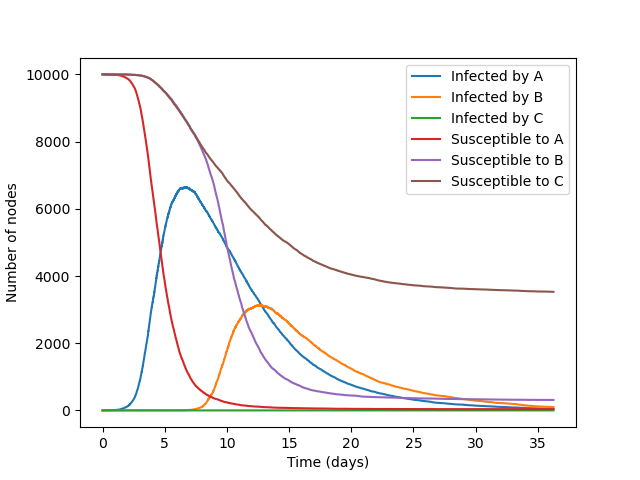 10000
8000
6000
4000
2000
0
Number of nodes
0 5 10 15 20 25 30 35
Time (days)
Infected by A
Infected by B
Infected by C
Susceptible to A
Susceptible to B
Susceptible to C